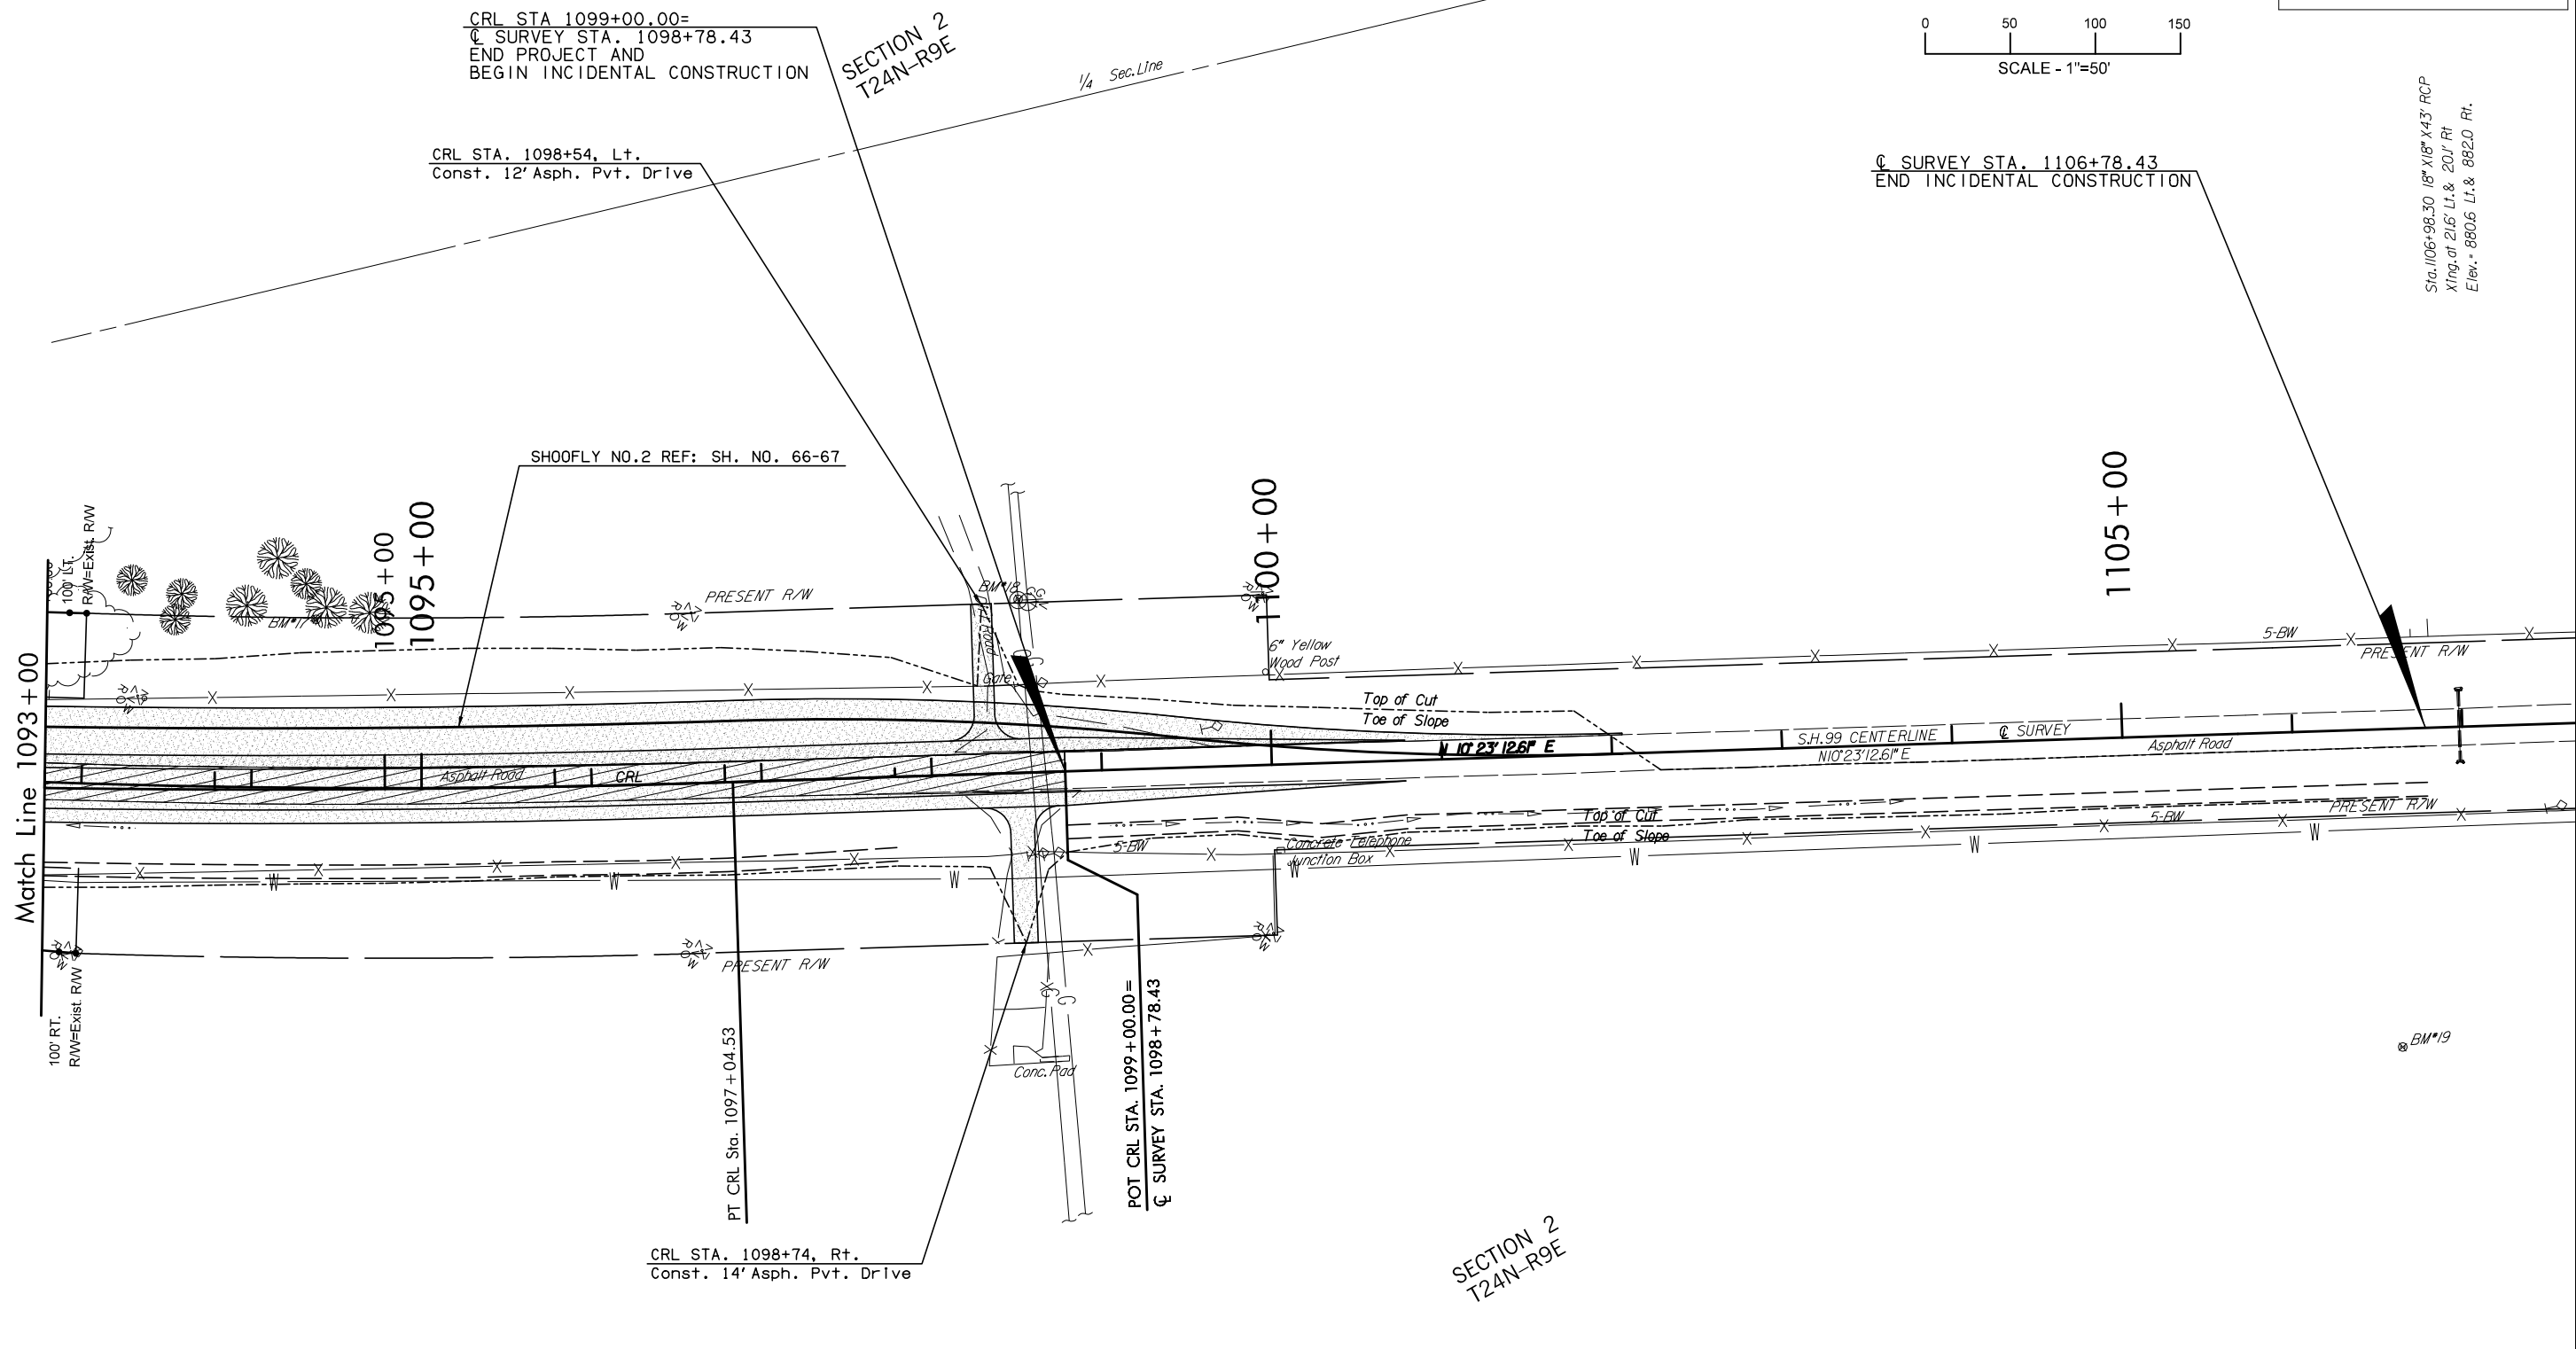 CRL STA 1099+00.00=
℄ SURVEY STA. 1098+78.43
END PROJECT AND
BEGIN INCIDENTAL CONSTRUCTION
SECTION 2
T24N-R9E
1/4 Sec. Line
0 50 100 150
SCALE - 1"=50'
CRL STA. 1098+54, Lt.
Const. 12' Asph. Pvt. Drive
℄ SURVEY STA. 1106+78.43
END INCIDENTAL CONSTRUCTION
Sta. 1106+98.30 18" X18" X43' RCP
Xing. at 21.6' Lt. & 20.1' Rt
Elev. = 880.6 Lt. & 882.0 Rt.
SHOOFLY NO.2 REF: SH. NO. 66-67
Match Line 1093+00
100' LT.
R/W=Exist. R/W
BM#17
1095+00
1095+00
PRESENT R/W
R/W
BM#18
Dirt Road
Gate
G
1100+00
6" Yellow
Wood Post
1105+00
5-BW
PRESENT R/W
Top of Cut
Toe of Slope
Asphalt Road
CRL
N 10° 23' 12.61" E
S.H. 99 CENTERLINE
℄ SURVEY
N10°23'12.61" E
Asphalt Road
Top of Cut
Toe of Slope
5-BW
PRESENT R/W
5-BW
Concrete Telephone
Junction Box
W W W W W W W
PRESENT R/W
100' RT.
R/W=Exist. R/W
PT CRL Sta. 1097+04.53
G
G
Conc. Pad
POT CRL STA. 1099+00.00=
℄ SURVEY STA. 1098+78.43
BM#19
CRL STA. 1098+74, Rt.
Const. 14' Asph. Pvt. Drive
SECTION 2
T24N-R9E